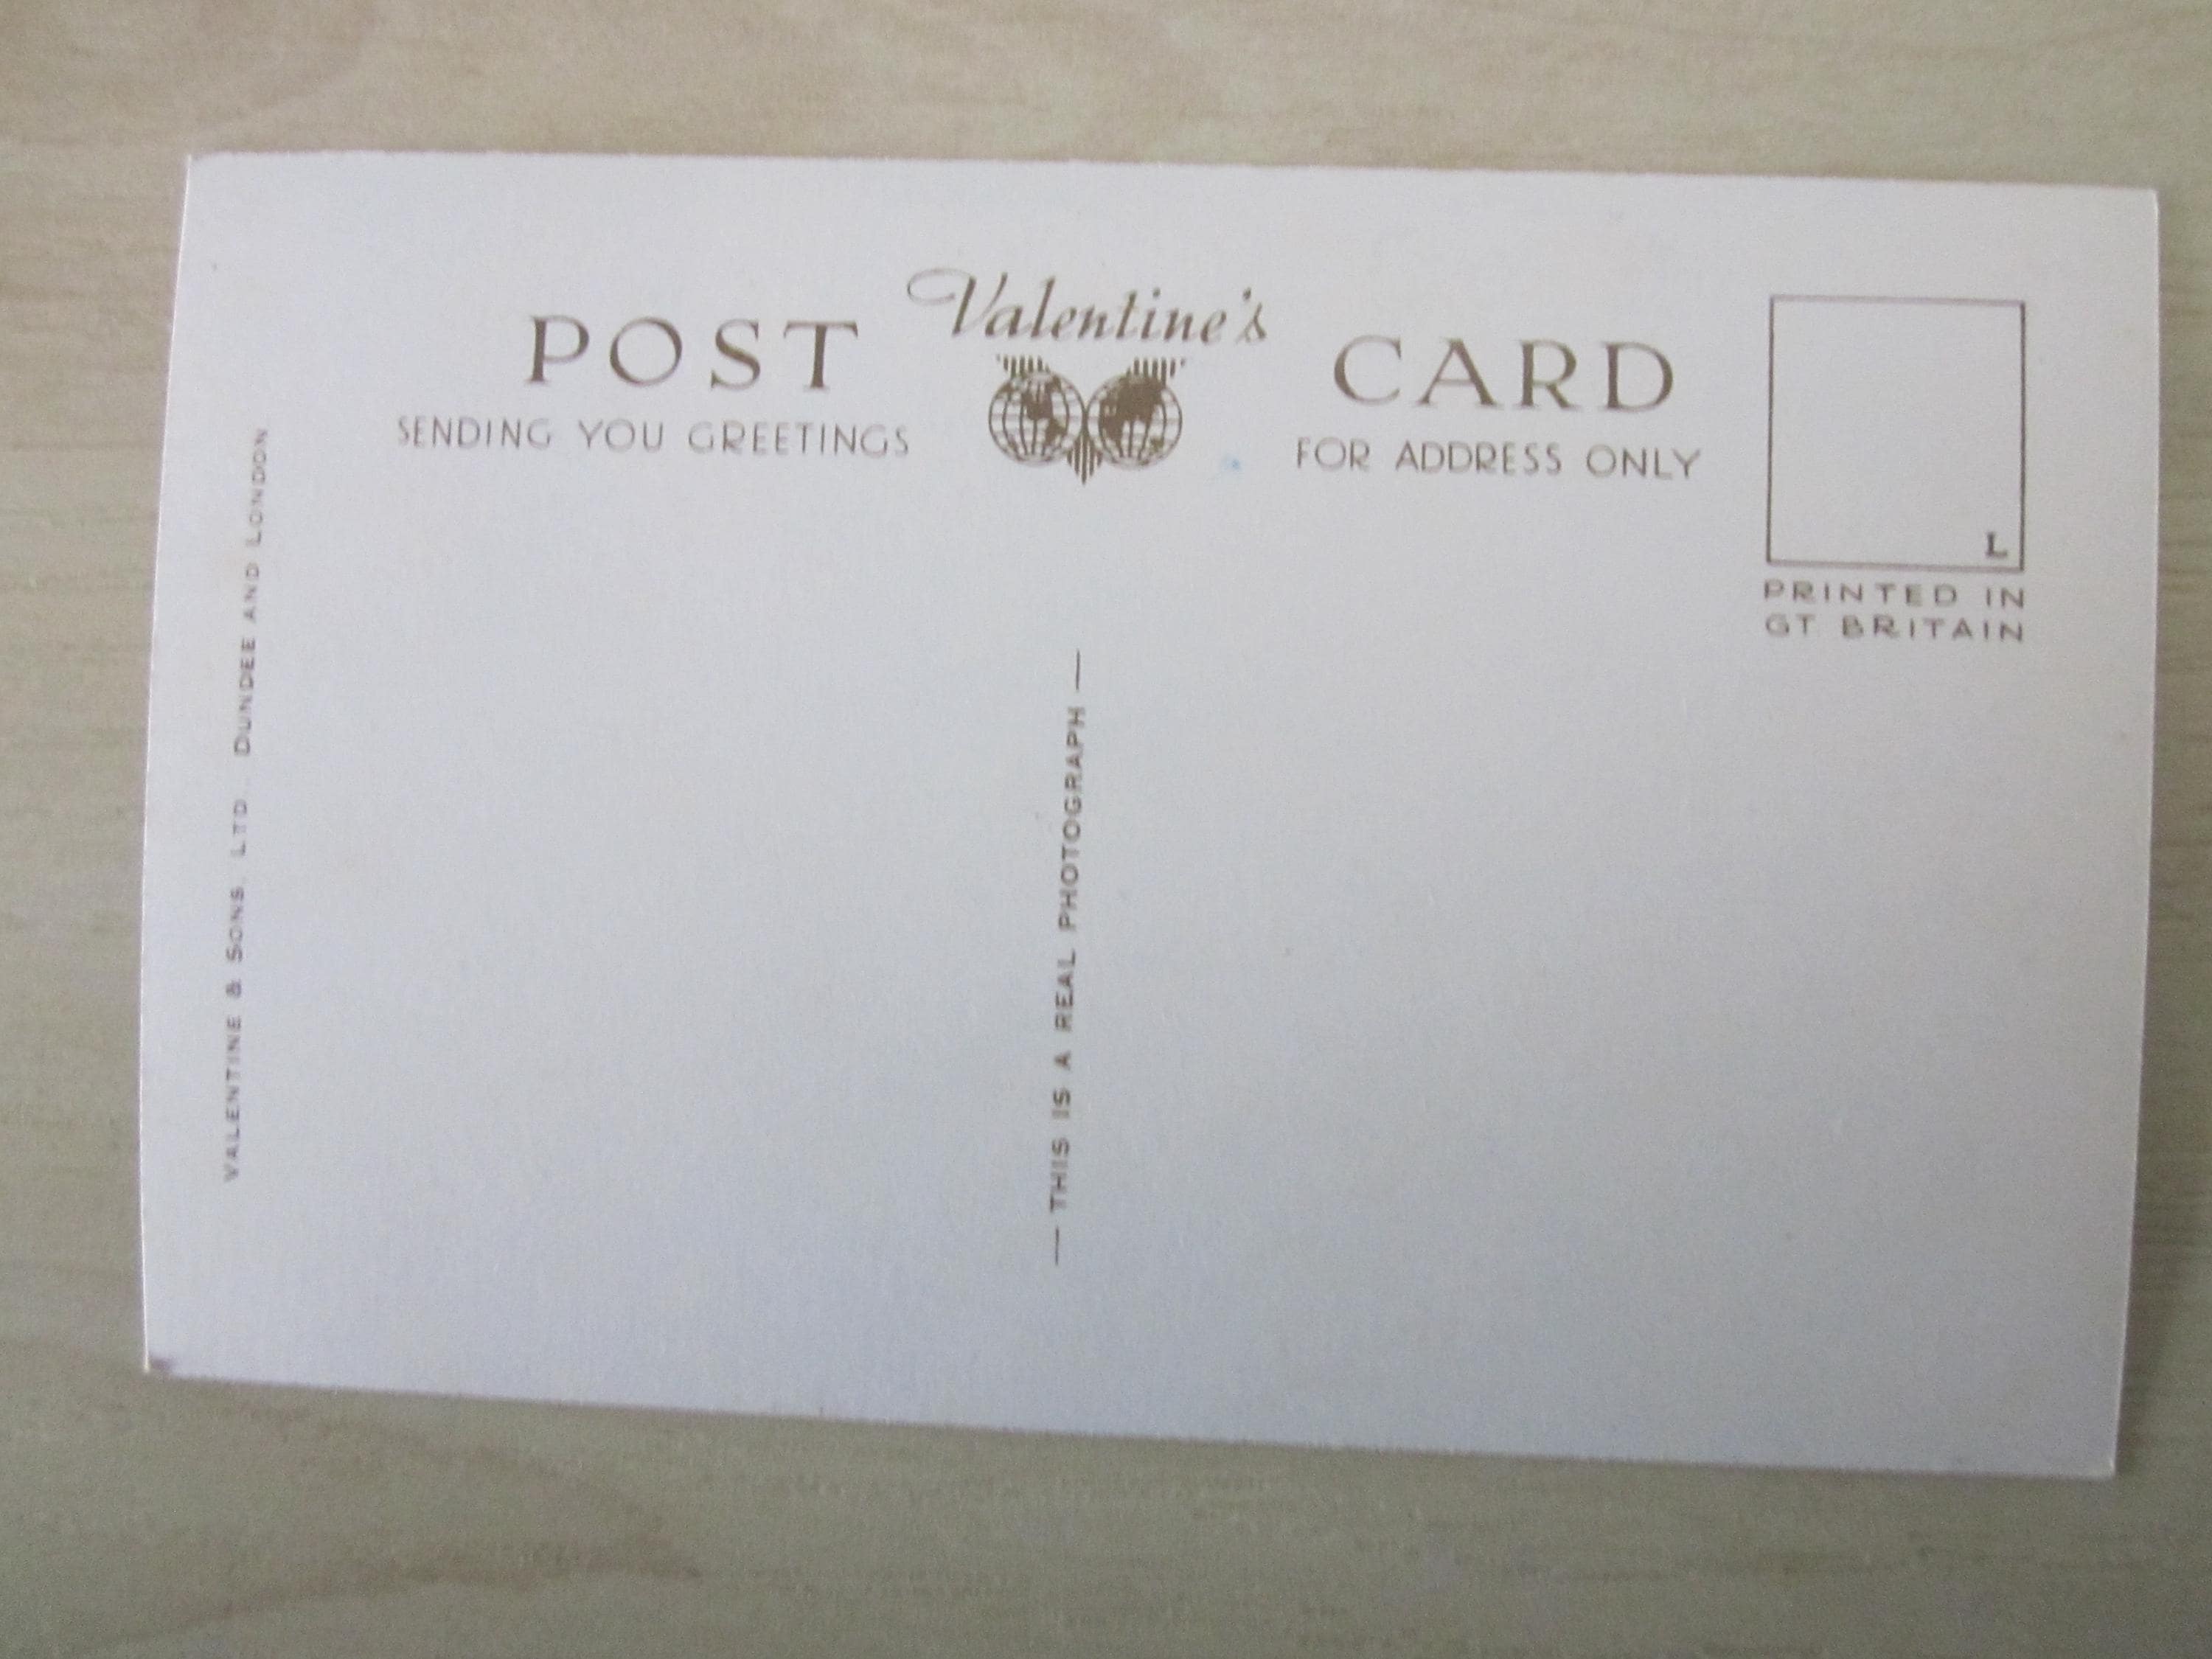 Valentine's
POST CARD
SENDING YOU GREETINGS
FOR ADDRESS ONLY
L
PRINTED IN
GT BRITAIN
VALENTINE & SONS. LTD. DUNDEE AND LONDON
— THIS IS A REAL PHOTOGRAPH —